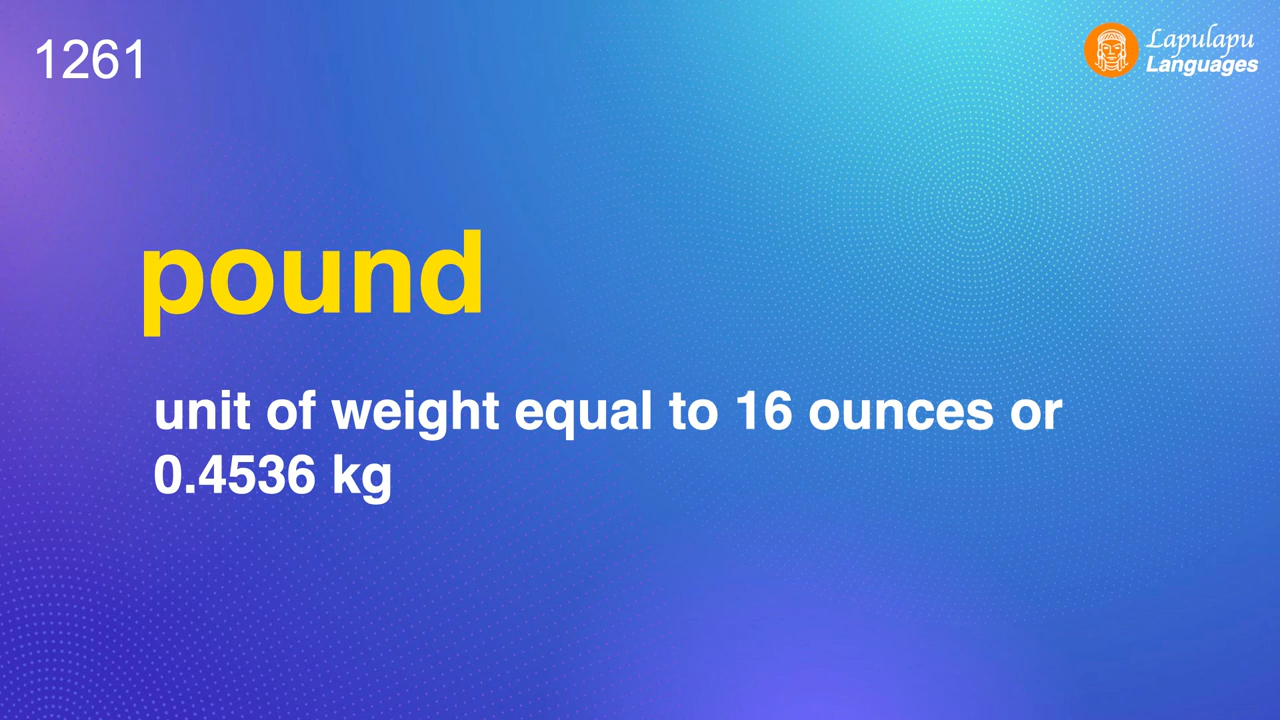 1261
Lapulapu
Languages
pound
unit of weight equal to 16 ounces or
0.4536 kg